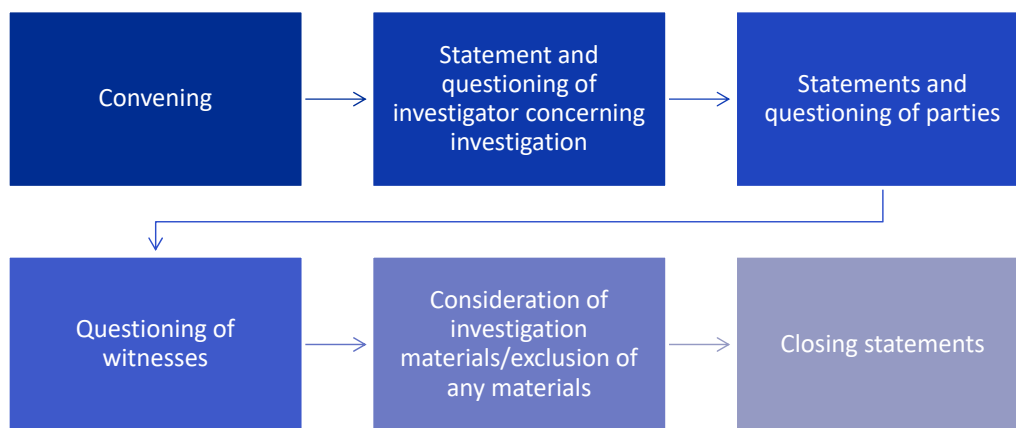 Convening
Statement and
questioning of
investigator concerning
investigation
Statements and
questioning of parties
Questioning of
witnesses
Consideration of
investigation
materials/exclusion of
any materials
Closing statements